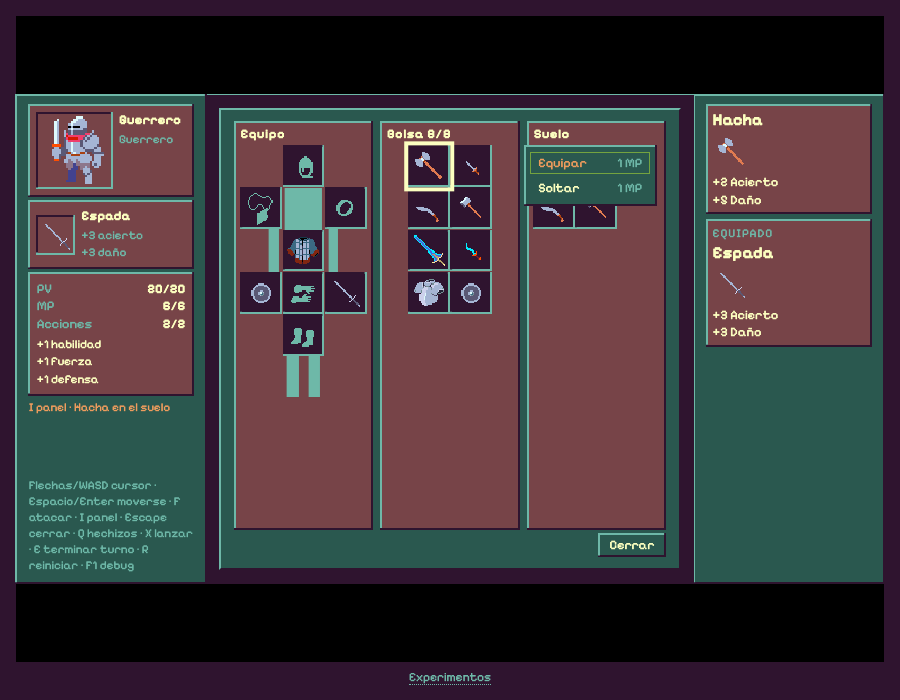 Guerrero
Guerrero
Espada
+3 acierto
+3 daño
PV 80/80
MP 6/6
Acciones 8/8
+1 habilidad
+1 fuerza
+1 defensa
I panel · Hacha en el suelo
Flechas/WASD cursor ·
Espacio/Enter moverse · F
atacar · I panel · Escape
cerrar · Q hechizos · X lanzar
· E terminar turno · R
reiniciar · F1 debug
Equipo
Bolsa 8/8
Suelo
Equipar 1 MP
Soltar 1 MP
Cerrar
Hacha
+2 Acierto
+8 Daño
EQUIPADO
Espada
+3 Acierto
+3 Daño
Experimentos